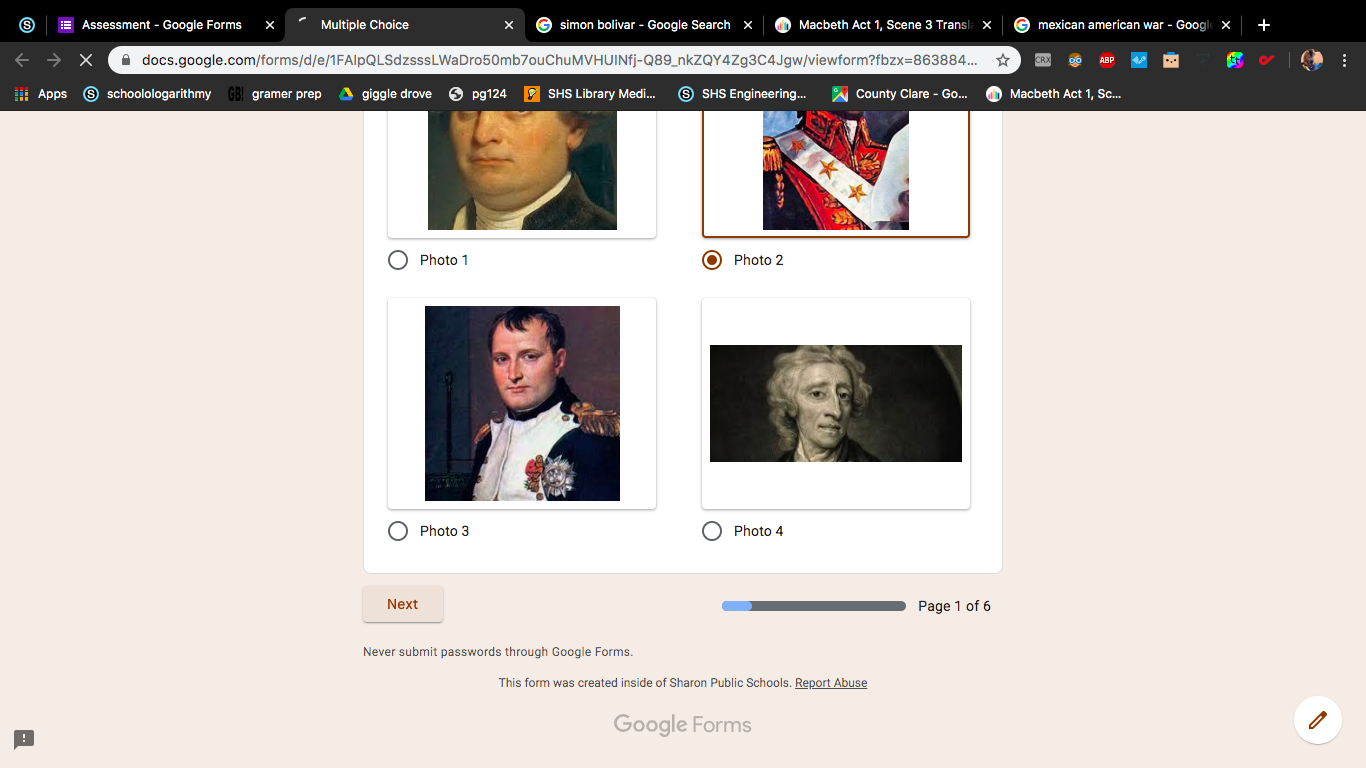 Assessment - Google Forms
Multiple Choice
simon bolivar - Google Search
Macbeth Act 1, Scene 3 Transla
mexican american war - Google
docs.google.com/forms/d/e/1FAIpQLSdzsssLWaDro50mb7ouChuMVHUINfj-Q89_nkZQY4Zg3C4Jgw/viewform?fbzx=863884...
CRX
ABP
Apps
schoolologarithmy
GB!
gramer prep
giggle drove
pg124
SHS Library Medi...
SHS Engineering...
County Clare - Go...
Macbeth Act 1, Sc...
Photo 1
Photo 2
Photo 3
Photo 4
Next
Page 1 of 6
Never submit passwords through Google Forms.
This form was created inside of Sharon Public Schools. Report Abuse
Google Forms